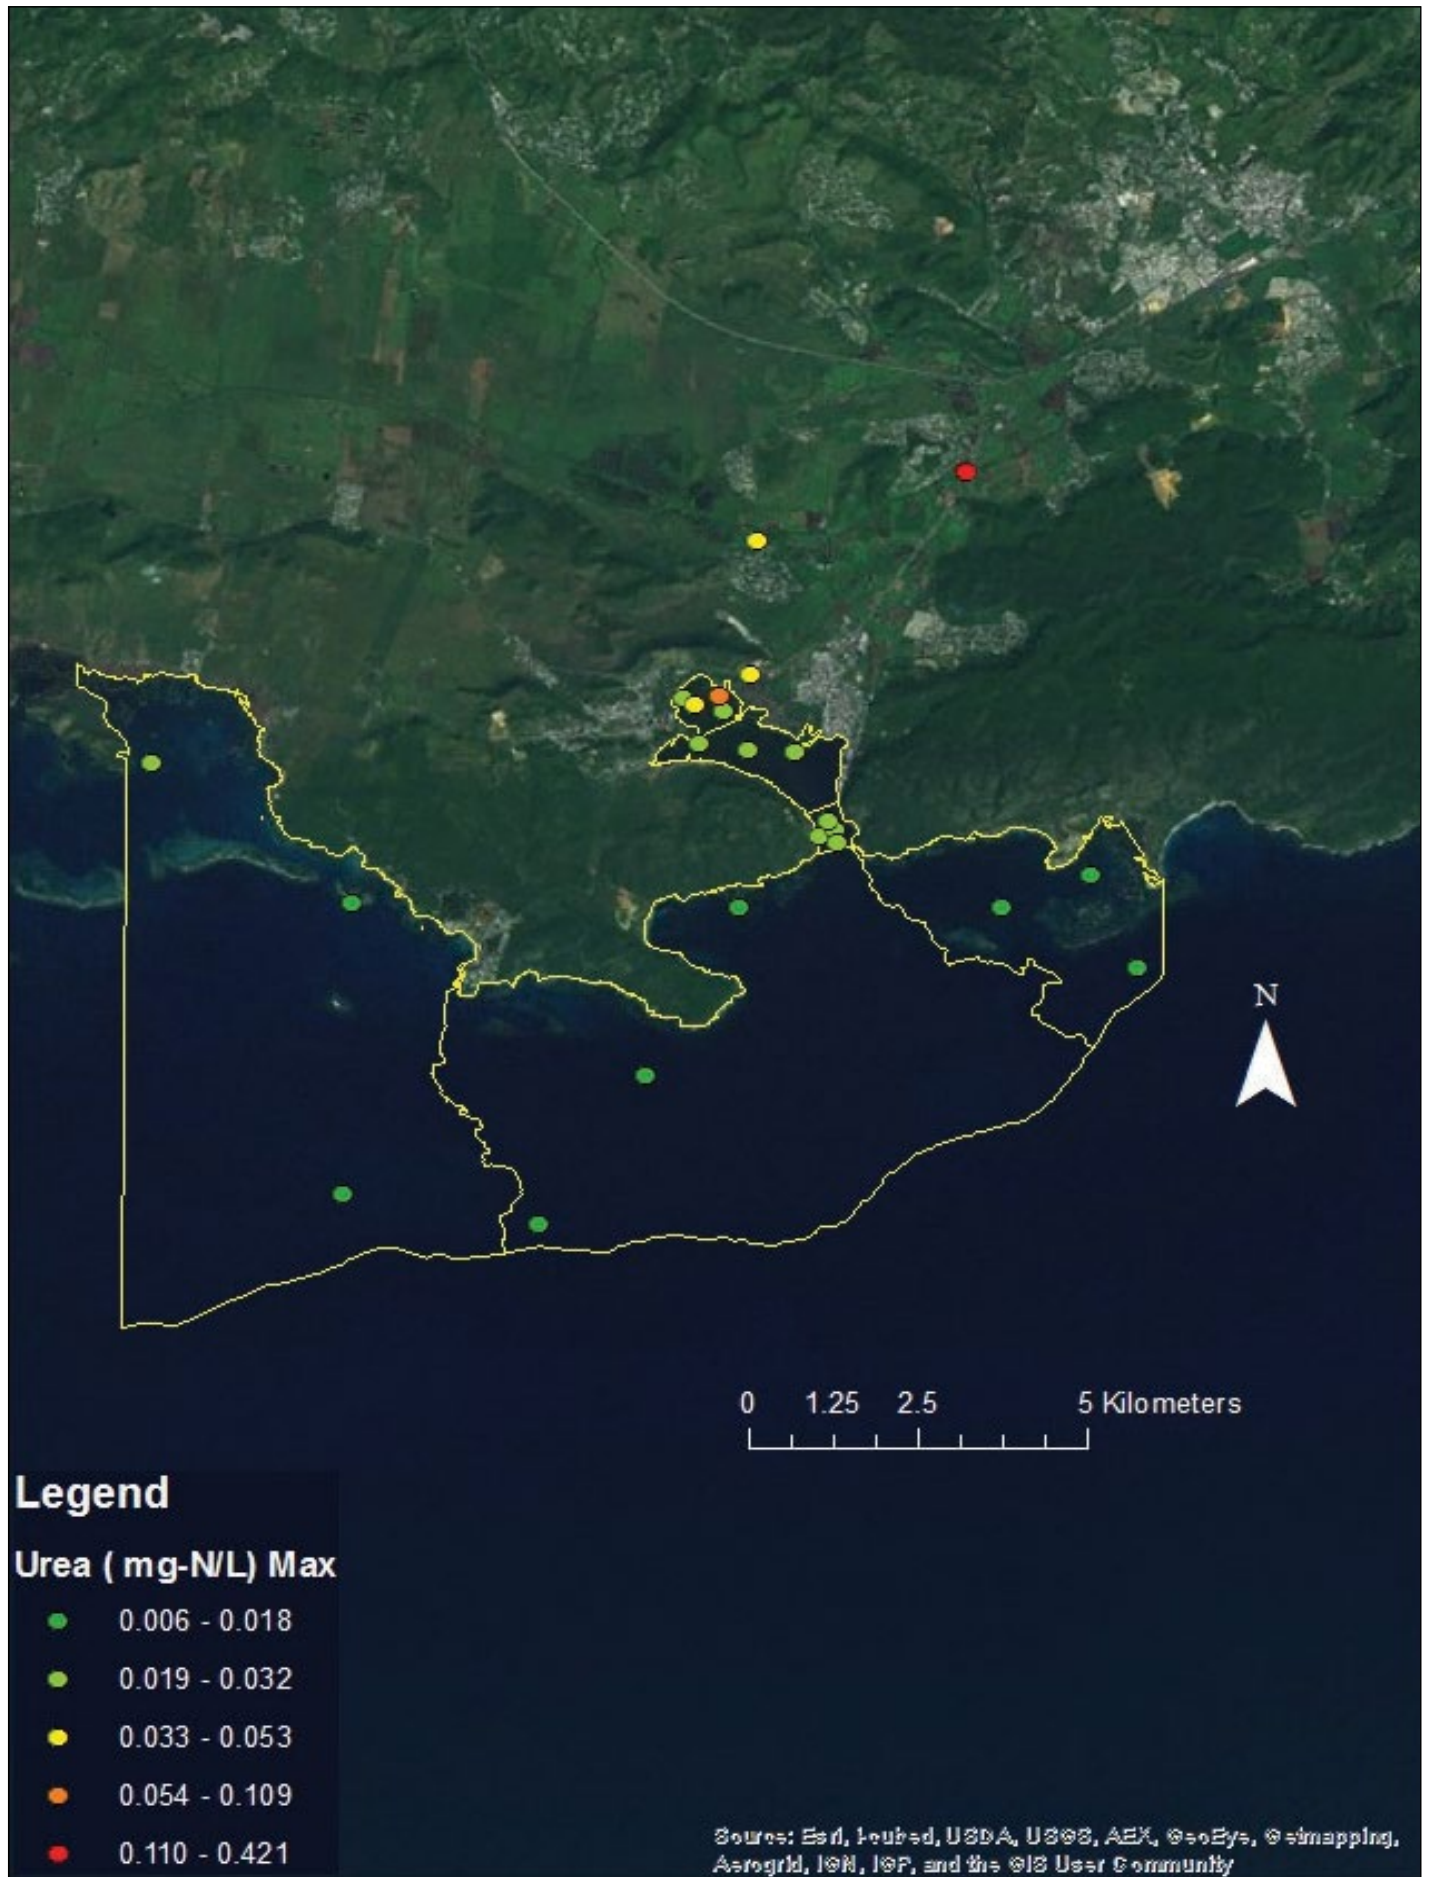 N
0 1.25 2.5 5 Kilometers
Legend
Urea ( mg-N/L) Max
0.006 - 0.018
0.019 - 0.032
0.033 - 0.053
0.054 - 0.109
0.110 - 0.421
Source: Esri, i-cubed, USDA, USGS, AEX, GeoEye, Getmapping,
Aerogrid, IGN, IGP, and the GIS User Community